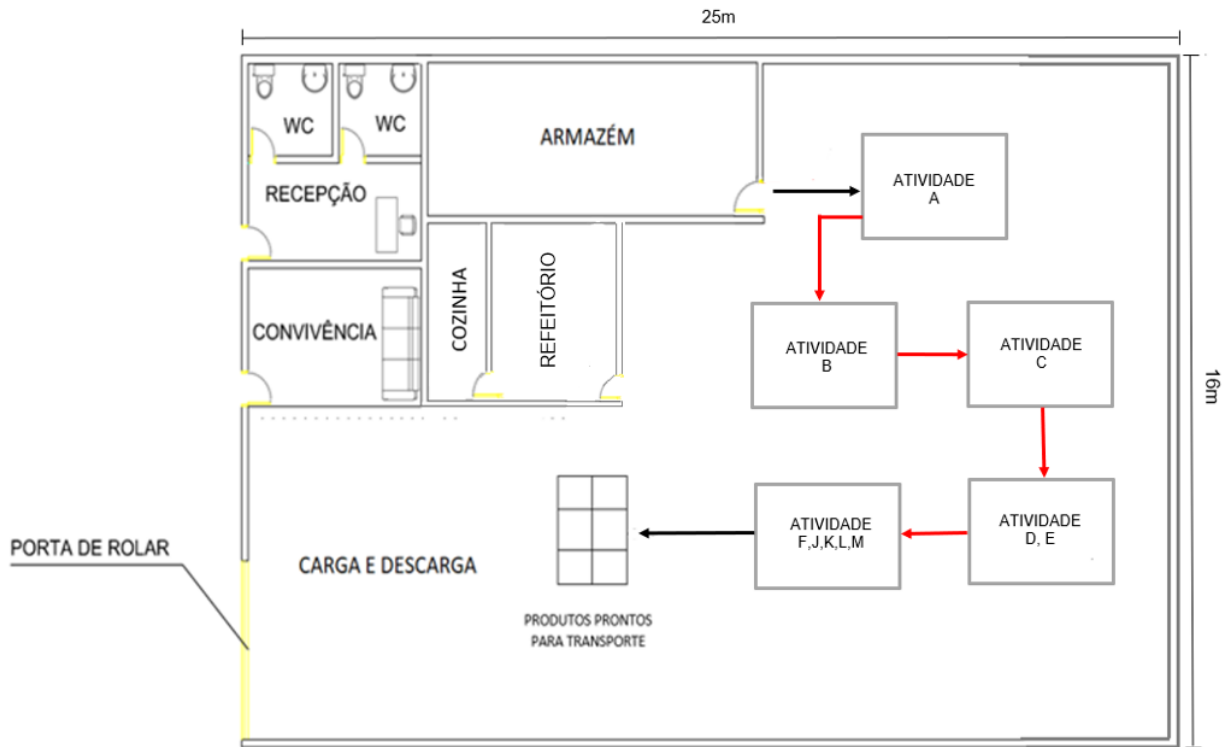 25m
WC
WC
ARMAZÉM
RECEPÇÃO
ATIVIDADE
A
COZINHA
REFEITÓRIO
CONVIVÊNCIA
ATIVIDADE
B
ATIVIDADE
C
16m
PORTA DE ROLAR
CARGA E DESCARGA
ATIVIDADE
F,J,K,L,M
ATIVIDADE
D, E
PRODUTOS PRONTOS
PARA TRANSPORTE